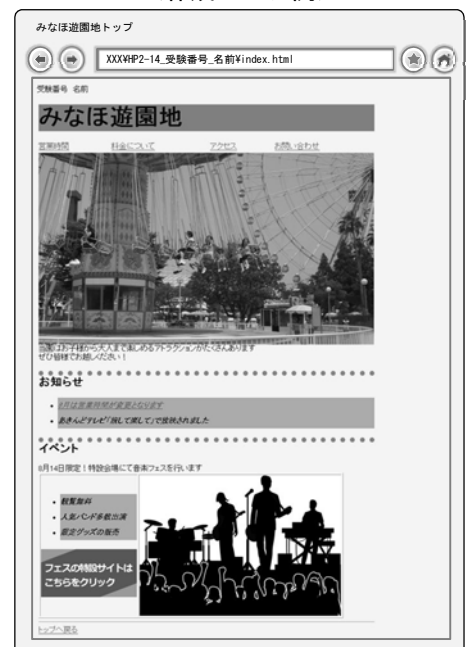 みなほ遊園地トップ
XXX¥HP2-14_受験番号_名前¥index.html
受験番号 名前
みなほ遊園地
営業時間 料金について アクセス お問い合わせ
当園はお子様から大人まで楽しめるアトラクションがたくさんあります
ぜひ皆様でお越しください！
お知らせ
8月は営業時間が変更となります
あきんどテレビ「回して楽して」で放映されました
イベント
8月14日限定！特設会場にて音楽フェスを行います
観覧無料
人気バンド多数出演
限定グッズの販売
フェスの特設サイトは
こちらをクリック
トップへ戻る